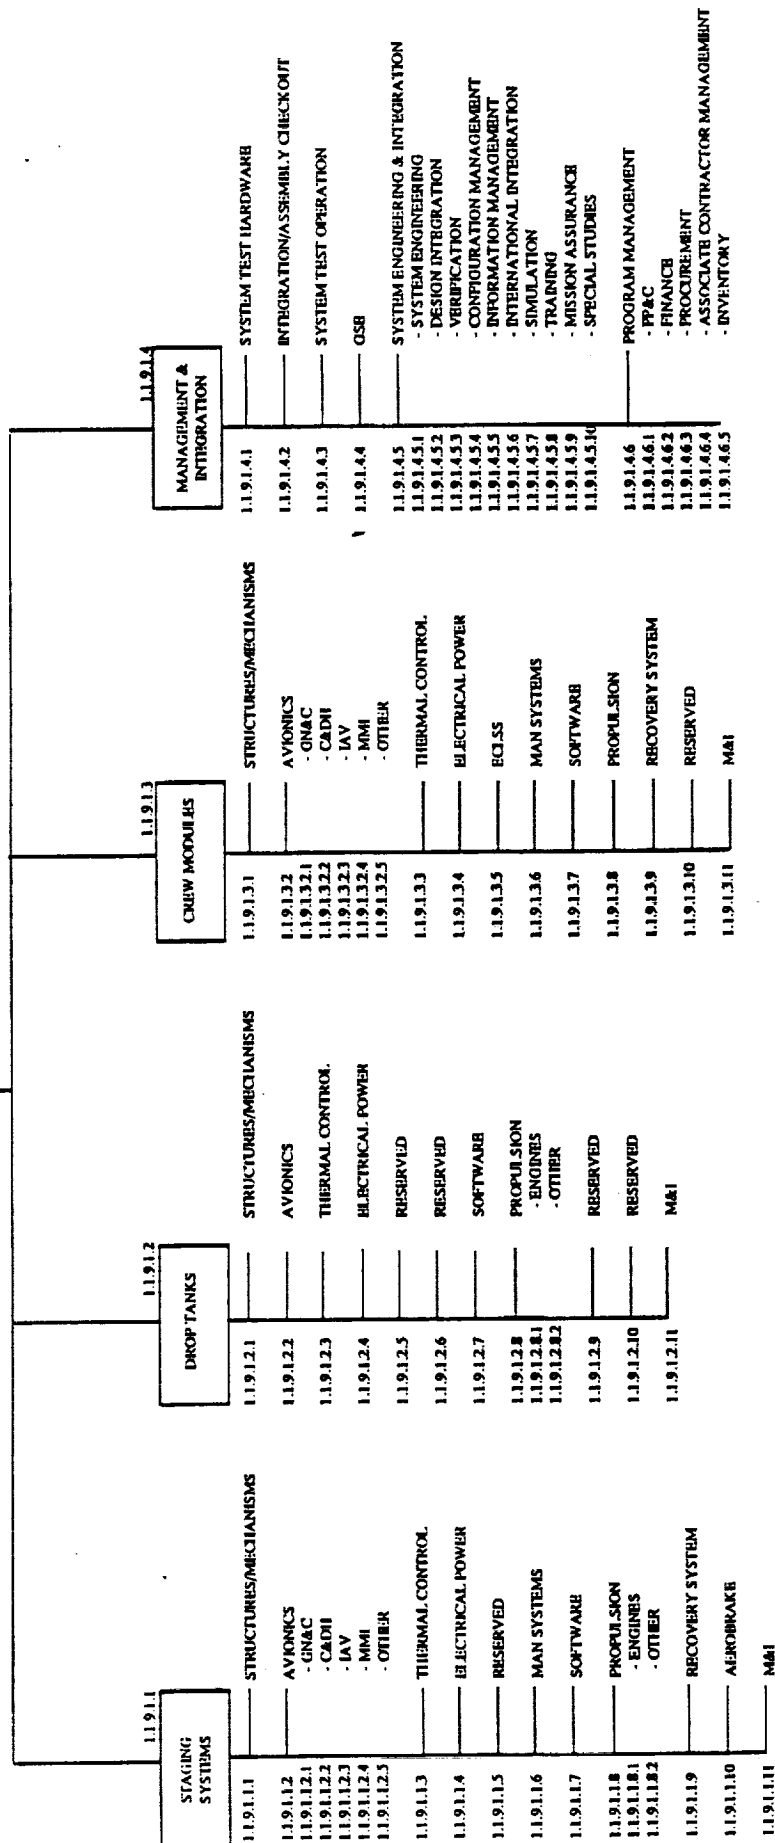 1.1.9.1.1
STAGING
SYSTEMS
1.1.9.1.1.1 STRUCTURES/MECHANISMS
1.1.9.1.1.2 AVIONICS
1.1.9.1.1.2.1 - GN&C
1.1.9.1.1.2.2 - C&DH
1.1.9.1.1.2.3 - IAV
1.1.9.1.1.2.4 - MMI
1.1.9.1.1.2.5 - OTHER
1.1.9.1.1.3 THERMAL CONTROL
1.1.9.1.1.4 ELECTRICAL POWER
1.1.9.1.1.5 RESERVED
1.1.9.1.1.6 MAN SYSTEMS
1.1.9.1.1.7 SOFTWARE
1.1.9.1.1.8 PROPULSION
1.1.9.1.1.8.1 - ENGINES
1.1.9.1.1.8.2 - OTHER
1.1.9.1.1.9 RECOVERY SYSTEM
1.1.9.1.1.10 AEROBRAKE
1.1.9.1.1.11 M&I
1.1.9.1.2
DROP TANKS
1.1.9.1.2.1 STRUCTURES/MECHANISMS
1.1.9.1.2.2 AVIONICS
1.1.9.1.2.3 THERMAL CONTROL
1.1.9.1.2.4 ELECTRICAL POWER
1.1.9.1.2.5 RESERVED
1.1.9.1.2.6 RESERVED
1.1.9.1.2.7 SOFTWARE
1.1.9.1.2.8 PROPULSION
1.1.9.1.2.8.1 - ENGINES
1.1.9.1.2.8.2 - OTHER
1.1.9.1.2.9 RESERVED
1.1.9.1.2.10 RESERVED
1.1.9.1.2.11 M&I
1.1.9.1.3
CREW MODULES
1.1.9.1.3.1 STRUCTURES/MECHANISMS
1.1.9.1.3.2 AVIONICS
1.1.9.1.3.2.1 - GN&C
1.1.9.1.3.2.2 - C&DH
1.1.9.1.3.2.3 - IAV
1.1.9.1.3.2.4 - MMI
1.1.9.1.3.2.5 - OTHER
1.1.9.1.3.3 THERMAL CONTROL
1.1.9.1.3.4 ELECTRICAL POWER
1.1.9.1.3.5 ECLSS
1.1.9.1.3.6 MAN SYSTEMS
1.1.9.1.3.7 SOFTWARE
1.1.9.1.3.8 PROPULSION
1.1.9.1.3.9 RECOVERY SYSTEM
1.1.9.1.3.10 RESERVED
1.1.9.1.3.11 M&I
1.1.9.1.4
MANAGEMENT &
INTEGRATION
1.1.9.1.4.1 SYSTEM TEST HARDWARE
1.1.9.1.4.2 INTEGRATION/ASSEMBLY CHECKOUT
1.1.9.1.4.3 SYSTEM TEST OPERATION
1.1.9.1.4.4 GSE
1.1.9.1.4.5 SYSTEM ENGINEERING & INTEGRATION
1.1.9.1.4.5.1 - SYSTEM ENGINEERING
1.1.9.1.4.5.2 - DESIGN INTEGRATION
1.1.9.1.4.5.3 - VERIFICATION
1.1.9.1.4.5.4 - CONFIGURATION MANAGEMENT
1.1.9.1.4.5.5 - INFORMATION MANAGEMENT
1.1.9.1.4.5.6 - INTERNATIONAL INTEGRATION
1.1.9.1.4.5.7 - SIMULATION
1.1.9.1.4.5.8 - TRAINING
1.1.9.1.4.5.9 - MISSION ASSURANCE
1.1.9.1.4.5.10 - SPECIAL STUDIES
1.1.9.1.4.6 PROGRAM MANAGEMENT
1.1.9.1.4.6.1 - PP&C
1.1.9.1.4.6.2 - FINANCE
1.1.9.1.4.6.3 - PROCUREMENT
1.1.9.1.4.6.4 - ASSOCIATE CONTRACTOR MANAGEMENT
1.1.9.1.4.6.5 - INVENTORY